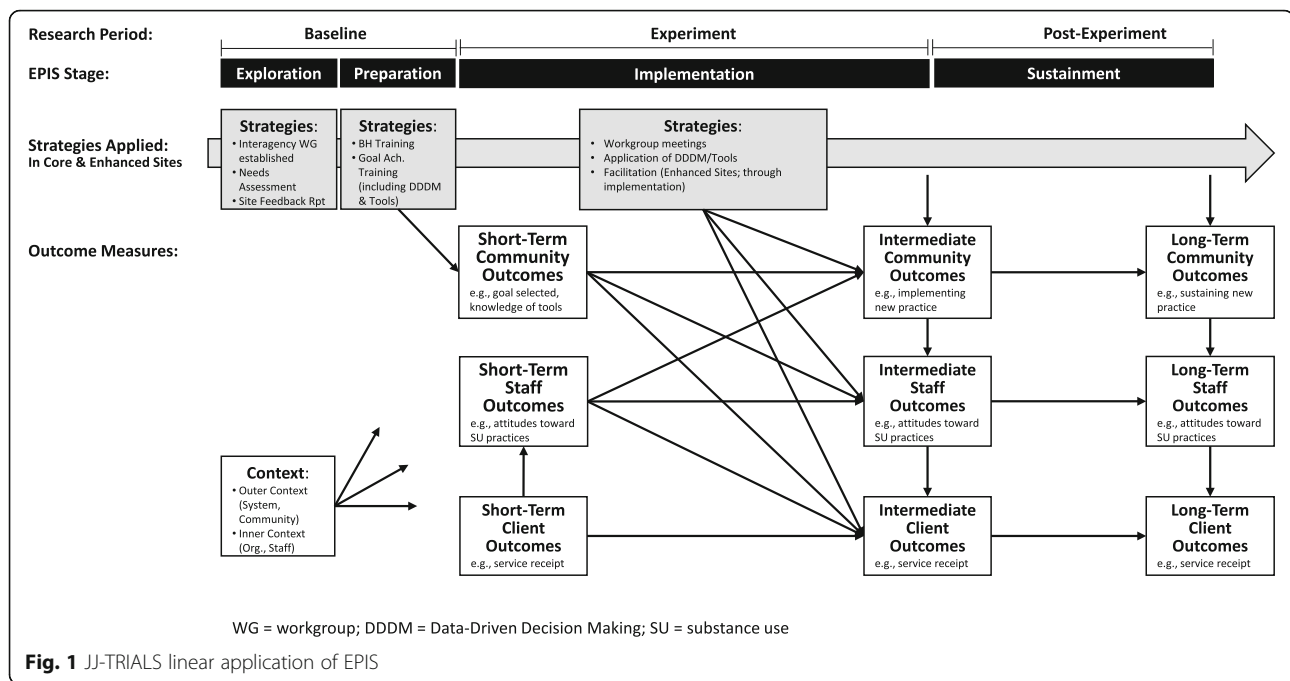 Research Period:
Baseline
Experiment
Post-Experiment
EPIS Stage:
Exploration
Preparation
Implementation
Sustainment
Strategies Applied:
In Core & Enhanced Sites
Strategies:
• Interagency WG
established
• Needs
Assessment
• Site Feedback Rpt
Strategies:
• BH Training
• Goal Ach.
Training
(including DDDM
& Tools)
Strategies:
• Workgroup meetings
• Application of DDDM/Tools
• Facilitation (Enhanced Sites; through
implementation)
Outcome Measures:
Short-Term
Community
Outcomes
e.g., goal selected,
knowledge of tools
Intermediate
Community
Outcomes
e.g., implementing
new practice
Long-Term
Community
Outcomes
e.g., sustaining new
practice
Short-Term
Staff
Outcomes
e.g., attitudes toward
SU practices
Intermediate
Staff
Outcomes
e.g., attitudes toward
SU practices
Long-Term
Staff
Outcomes
e.g., attitudes toward
SU practices
Context:
• Outer Context
(System,
Community)
• Inner Context
(Org., Staff)
Short-Term
Client
Outcomes
e.g., service receipt
Intermediate
Client
Outcomes
e.g., service receipt
Long-Term
Client
Outcomes
e.g., service receipt
WG = workgroup; DDDM = Data-Driven Decision Making; SU = substance use
Fig. 1 JJ-TRIALS linear application of EPIS